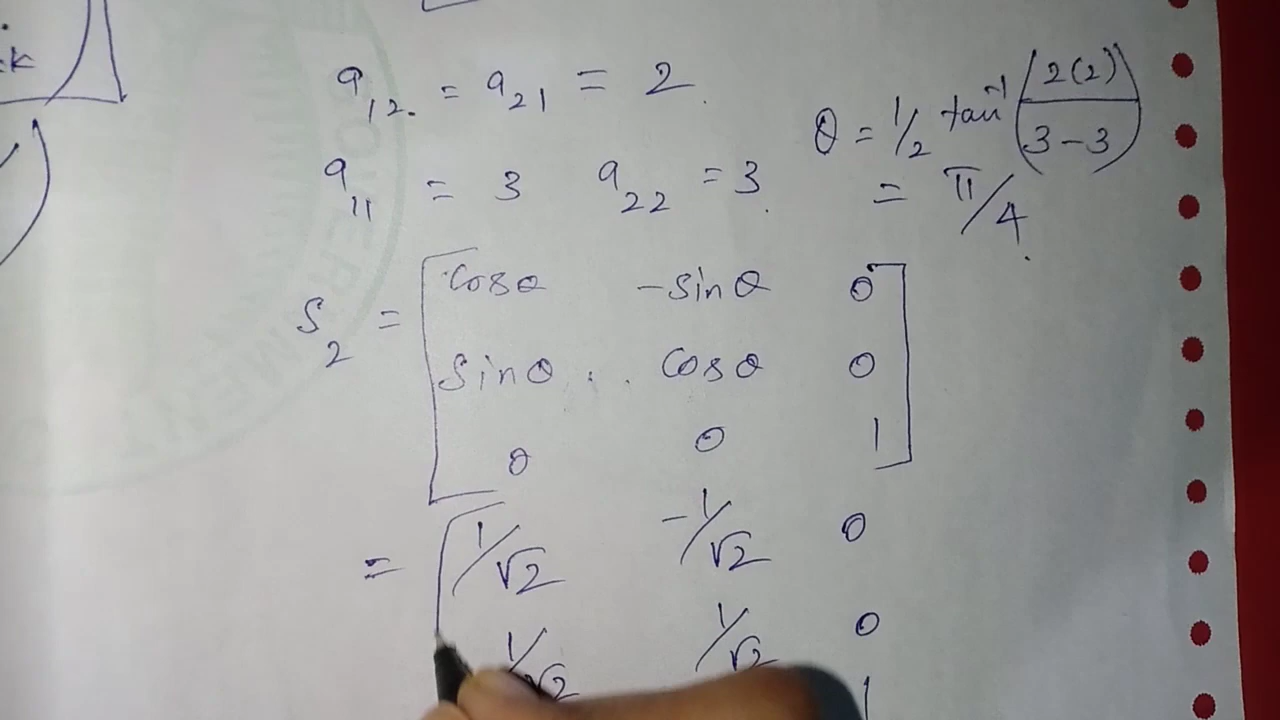 a₁₂. = a₂₁ = 2.
θ = 1/2 tan⁻¹ (2(2) / 3-3)
a₁₁ = 3 a₂₂ = 3.
= π/4.
S₂ = [ cosθ -sinθ 0
sinθ . . cosθ 0
0 0 1 ]
= [ 1/√2 -1/√2 0
1/√2 1/√2 0
1